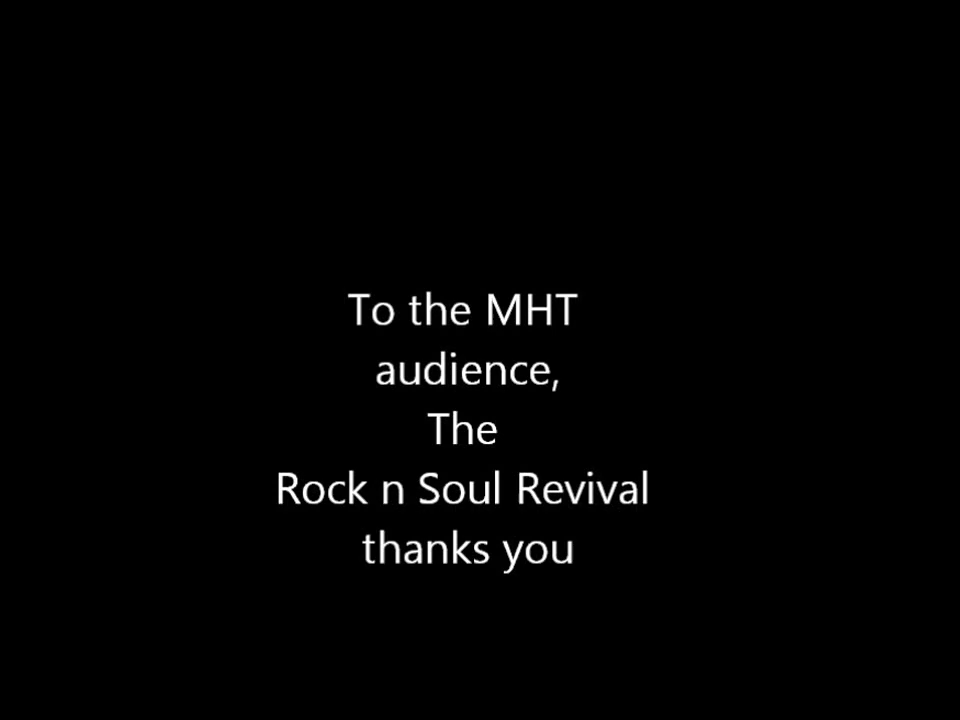 To the MHT
audience,
The
Rock n Soul Revival
thanks you